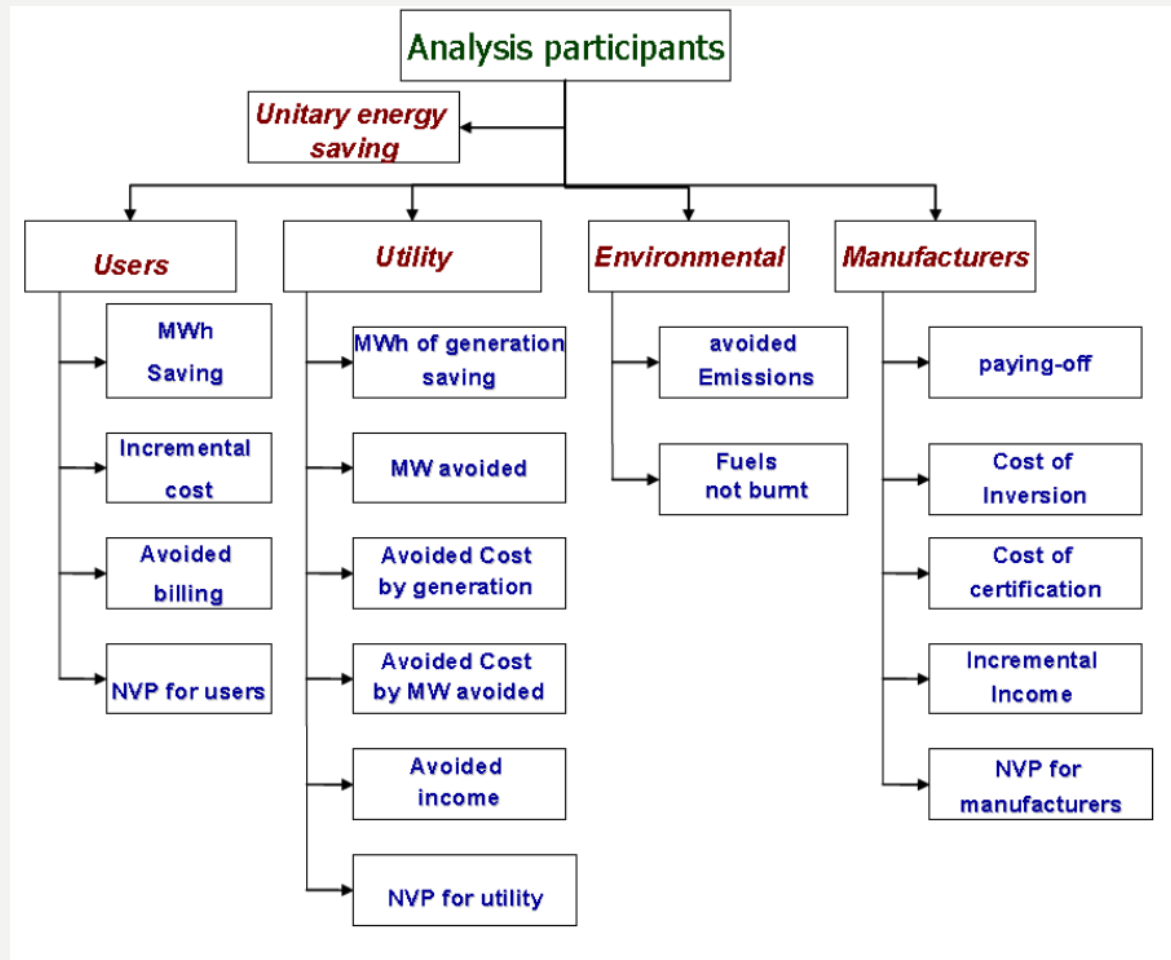 Analysis participants
Unitary energy
saving
Users
MWh
Saving
Incremental
cost
Avoided
billing
NVP for users
Utility
MWh of generation
saving
MW avoided
Avoided Cost
by generation
Avoided Cost
by MW avoided
Avoided
income
NVP for utility
Environmental
avoided
Emissions
Fuels
not burnt
Manufacturers
paying-off
Cost of
Inversion
Cost of
certification
Incremental
Income
NVP for
manufacturers